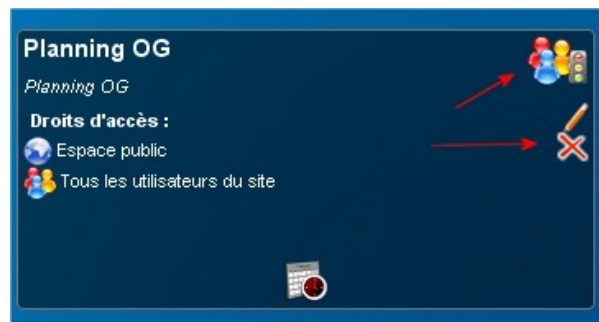 Planning OG
Planning OG
Droits d'accès :
Espace public
Tous les utilisateurs du site